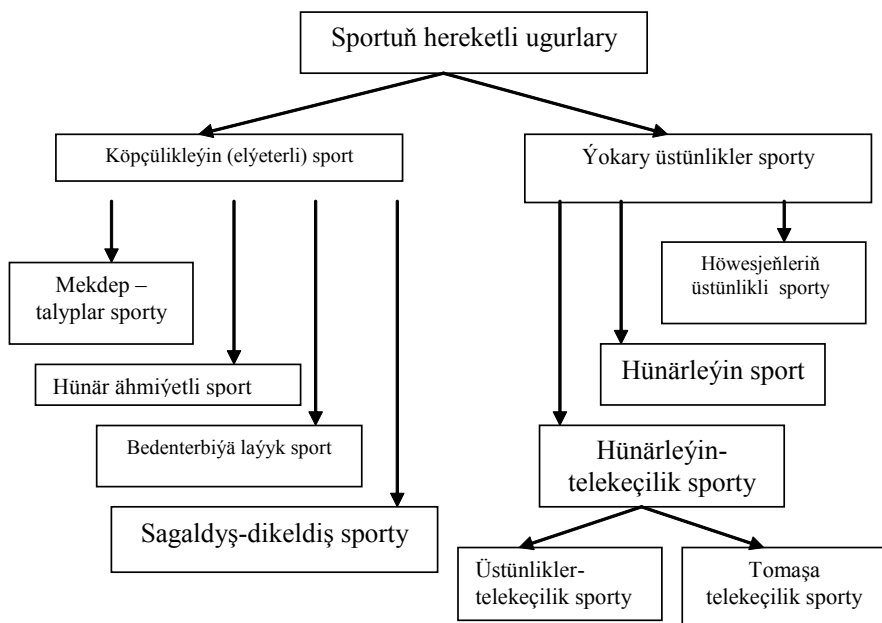 Sportuň hereketli ugurlary
Köpçülikleýin (elýeterli) sport
Ýokary üstünlikler sporty
Mekdep –
talyplar sporty
Höwesjeňleriň
üstünlikli sporty
Hünär ähmiýetli sport
Hünärleýin sport
Bedenterbiýä laýyk sport
Hünärleýin-
telekeçilik sporty
Sagaldyş-dikeldiş sporty
Üstünlikler-
telekeçilik sporty
Tomaşa
telekeçilik sporty